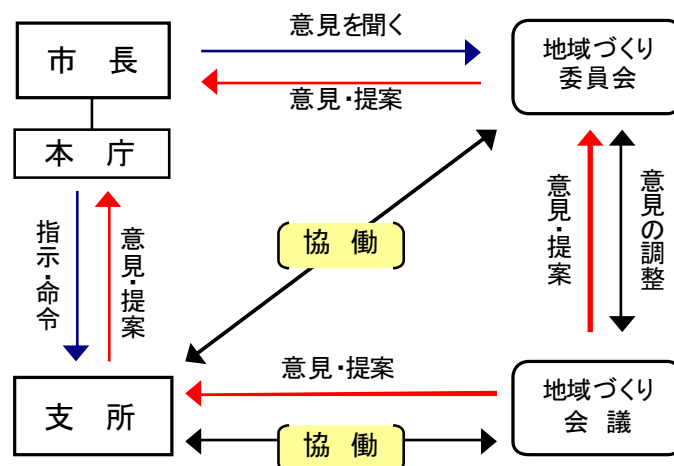 市 長
意見を聞く
意見・提案
地域づくり
委員会
本 庁
指示・命令
意見・提案
協 働
意見・提案
意見の調整
支 所
意見・提案
協 働
地域づくり
会 議